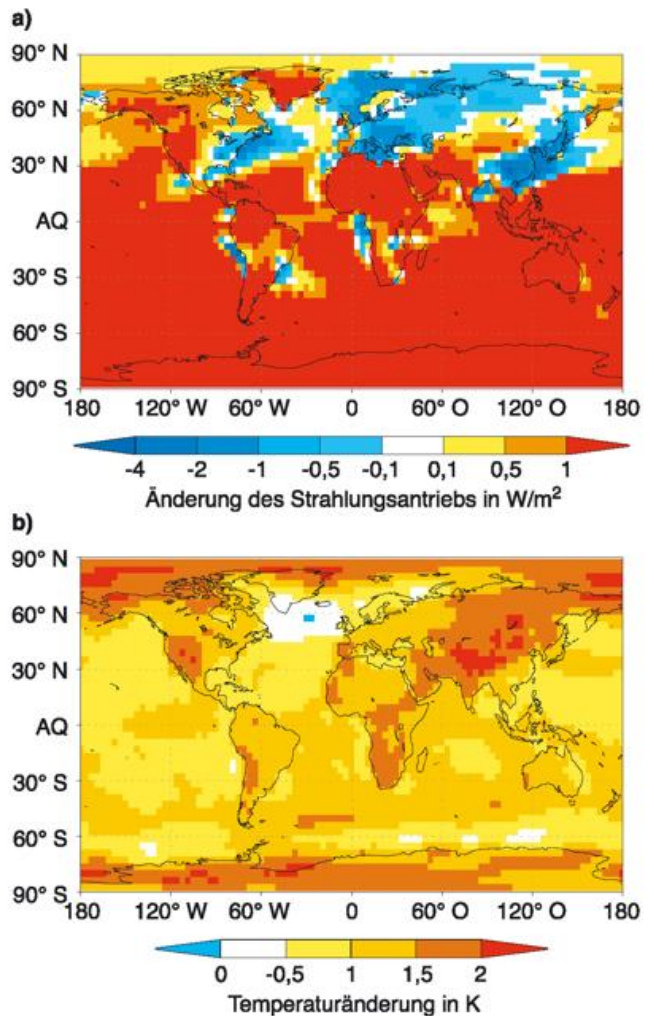 a)
90° N
60° N
30° N
AQ
30° S
60° S
90° S
180 120° W 60° W 0 60° O 120° O 180
-4 -2 -1 -0,5 -0,1 0,1 0,5 1
Änderung des Strahlungsantriebs in W/m²
b)
90° N
60° N
30° N
AQ
30° S
60° S
90° S
180 120° W 60° W 0 60° O 120° O 180
0 -0,5 1 1,5 2
Temperaturänderung in K